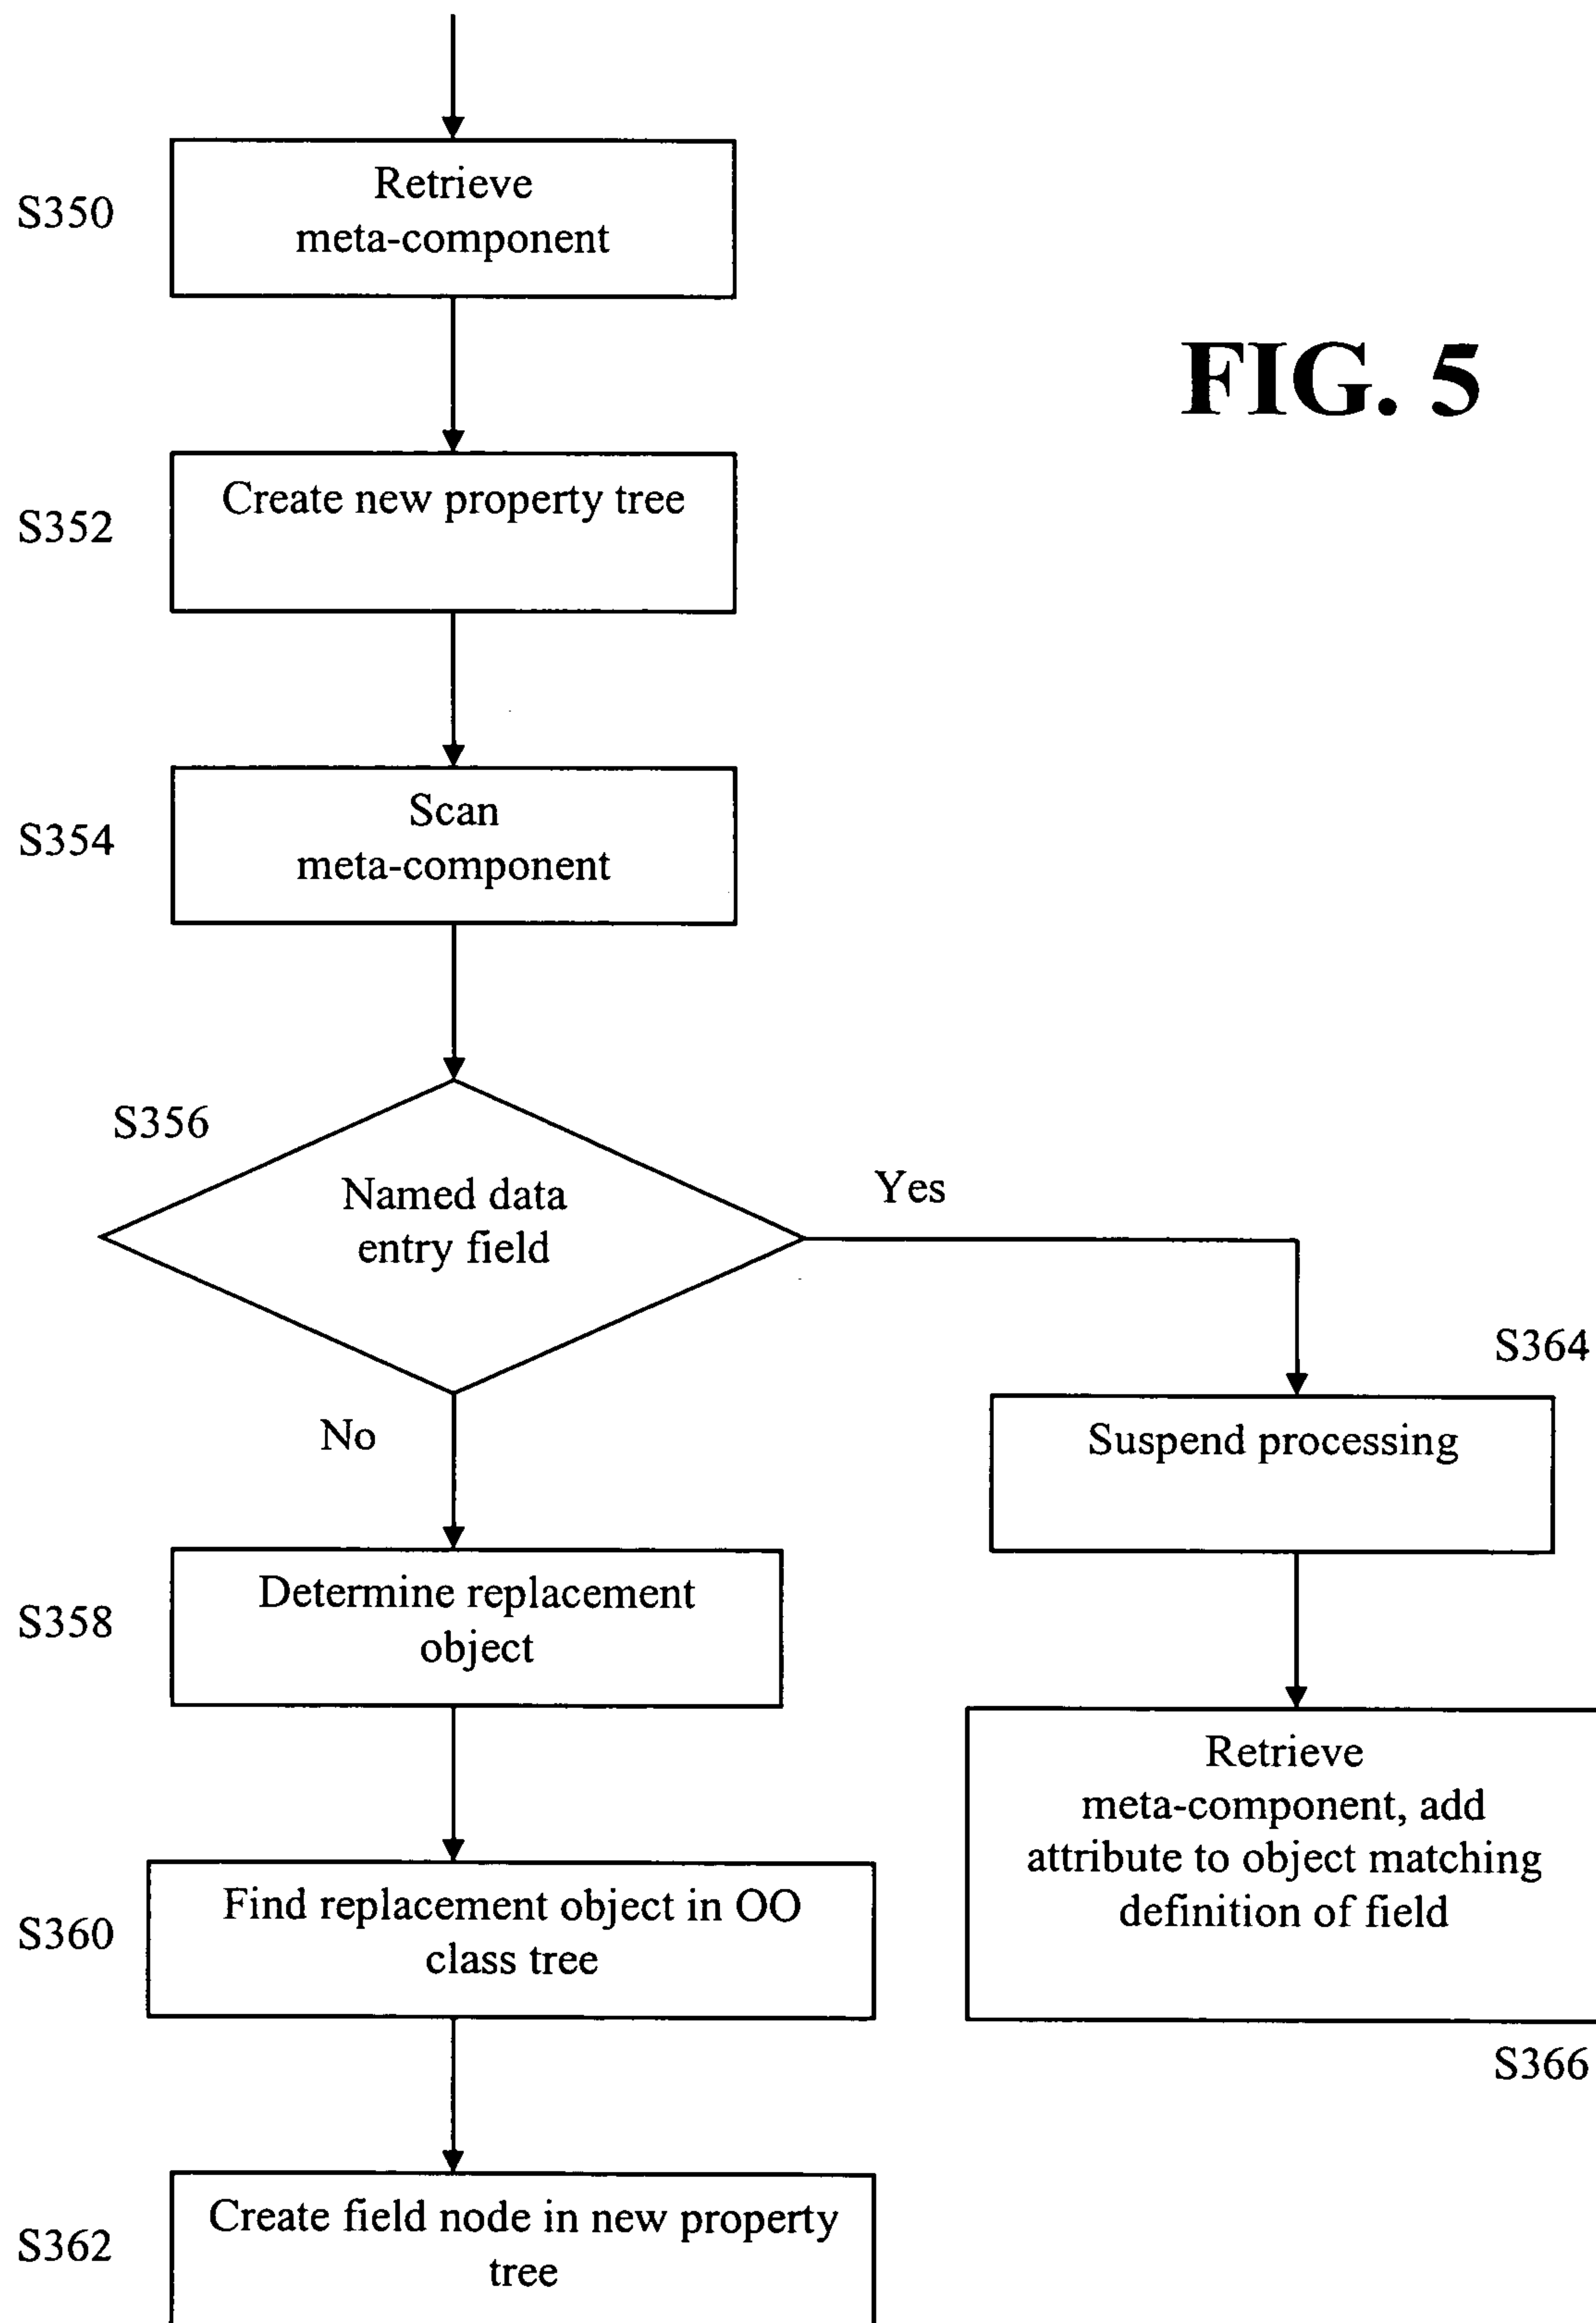 S350
Retrieve
meta-component
FIG. 5
S352
Create new property tree
S354
Scan
meta-component
S356
Named data
entry field
Yes
No
S364
Suspend processing
S358
Determine replacement
object
Retrieve
meta-component, add
attribute to object matching
definition of field
S360
Find replacement object in OO
class tree
S366
S362
Create field node in new property
tree